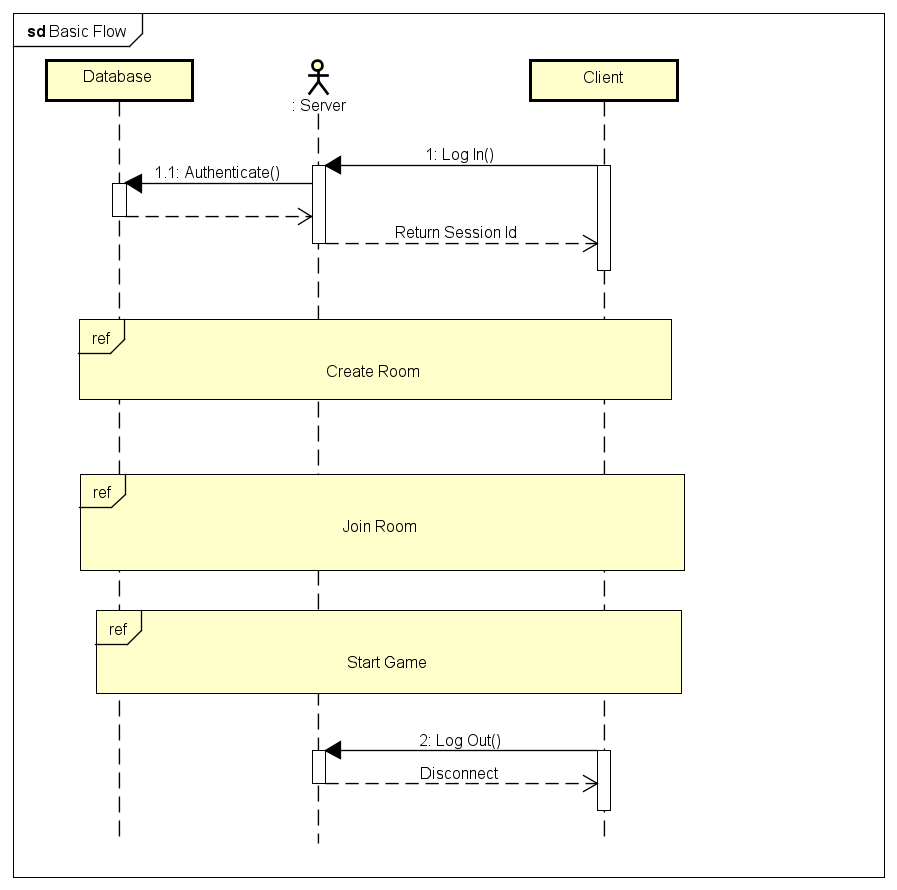 sd Basic Flow
Database
: Server
Client
1: Log In()
1.1: Authenticate()
Return Session Id
ref
Create Room
ref
Join Room
ref
Start Game
2: Log Out()
Disconnect